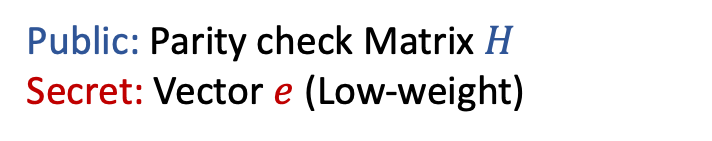 Public: Parity check Matrix H
Secret: Vector e (Low-weight)